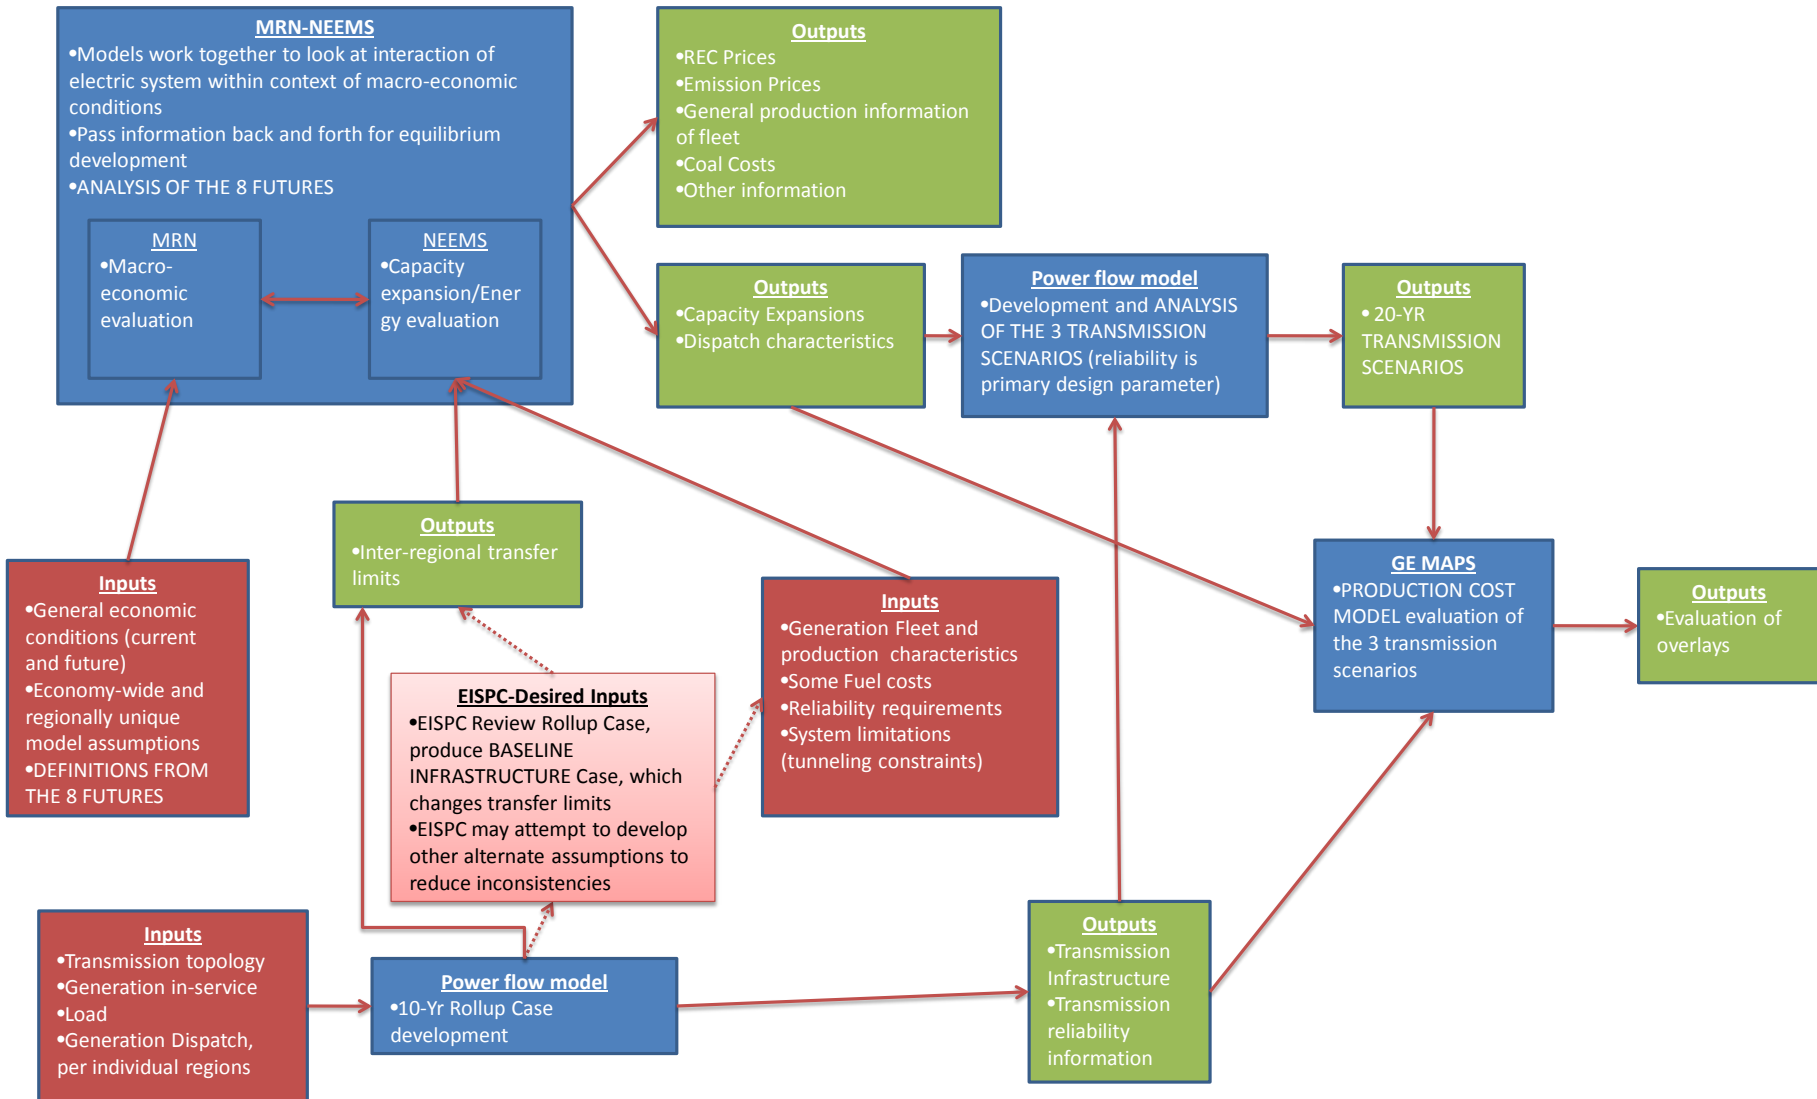 MRN-NEEMS
•Models work together to look at interaction of
electric system within context of macro-economic
conditions
•Pass information back and forth for equilibrium
development
•ANALYSIS OF THE 8 FUTURES
MRN
•Macro-
economic
evaluation
NEEMS
•Capacity
expansion/Ener
gy evaluation
Outputs
•REC Prices
•Emission Prices
•General production information
of fleet
•Coal Costs
•Other information
Outputs
•Capacity Expansions
•Dispatch characteristics
Power flow model
•Development and ANALYSIS
OF THE 3 TRANSMISSION
SCENARIOS (reliability is
primary design parameter)
Outputs
• 20-YR
TRANSMISSION
SCENARIOS
Outputs
•Inter-regional transfer
limits
Inputs
•General economic
conditions (current
and future)
•Economy-wide and
regionally unique
model assumptions
•DEFINITIONS FROM
THE 8 FUTURES
EISPC-Desired Inputs
•EISPC Review Rollup Case,
produce BASELINE
INFRASTRUCTURE Case, which
changes transfer limits
•EISPC may attempt to develop
other alternate assumptions to
reduce inconsistencies
Inputs
•Generation Fleet and
production characteristics
•Some Fuel costs
•Reliability requirements
•System limitations
(tunneling constraints)
GE MAPS
•PRODUCTION COST
MODEL evaluation of
the 3 transmission
scenarios
Outputs
•Evaluation of
overlays
Inputs
•Transmission topology
•Generation in-service
•Load
•Generation Dispatch,
per individual regions
Power flow model
•10-Yr Rollup Case
development
Outputs
•Transmission
Infrastructure
•Transmission
reliability
information